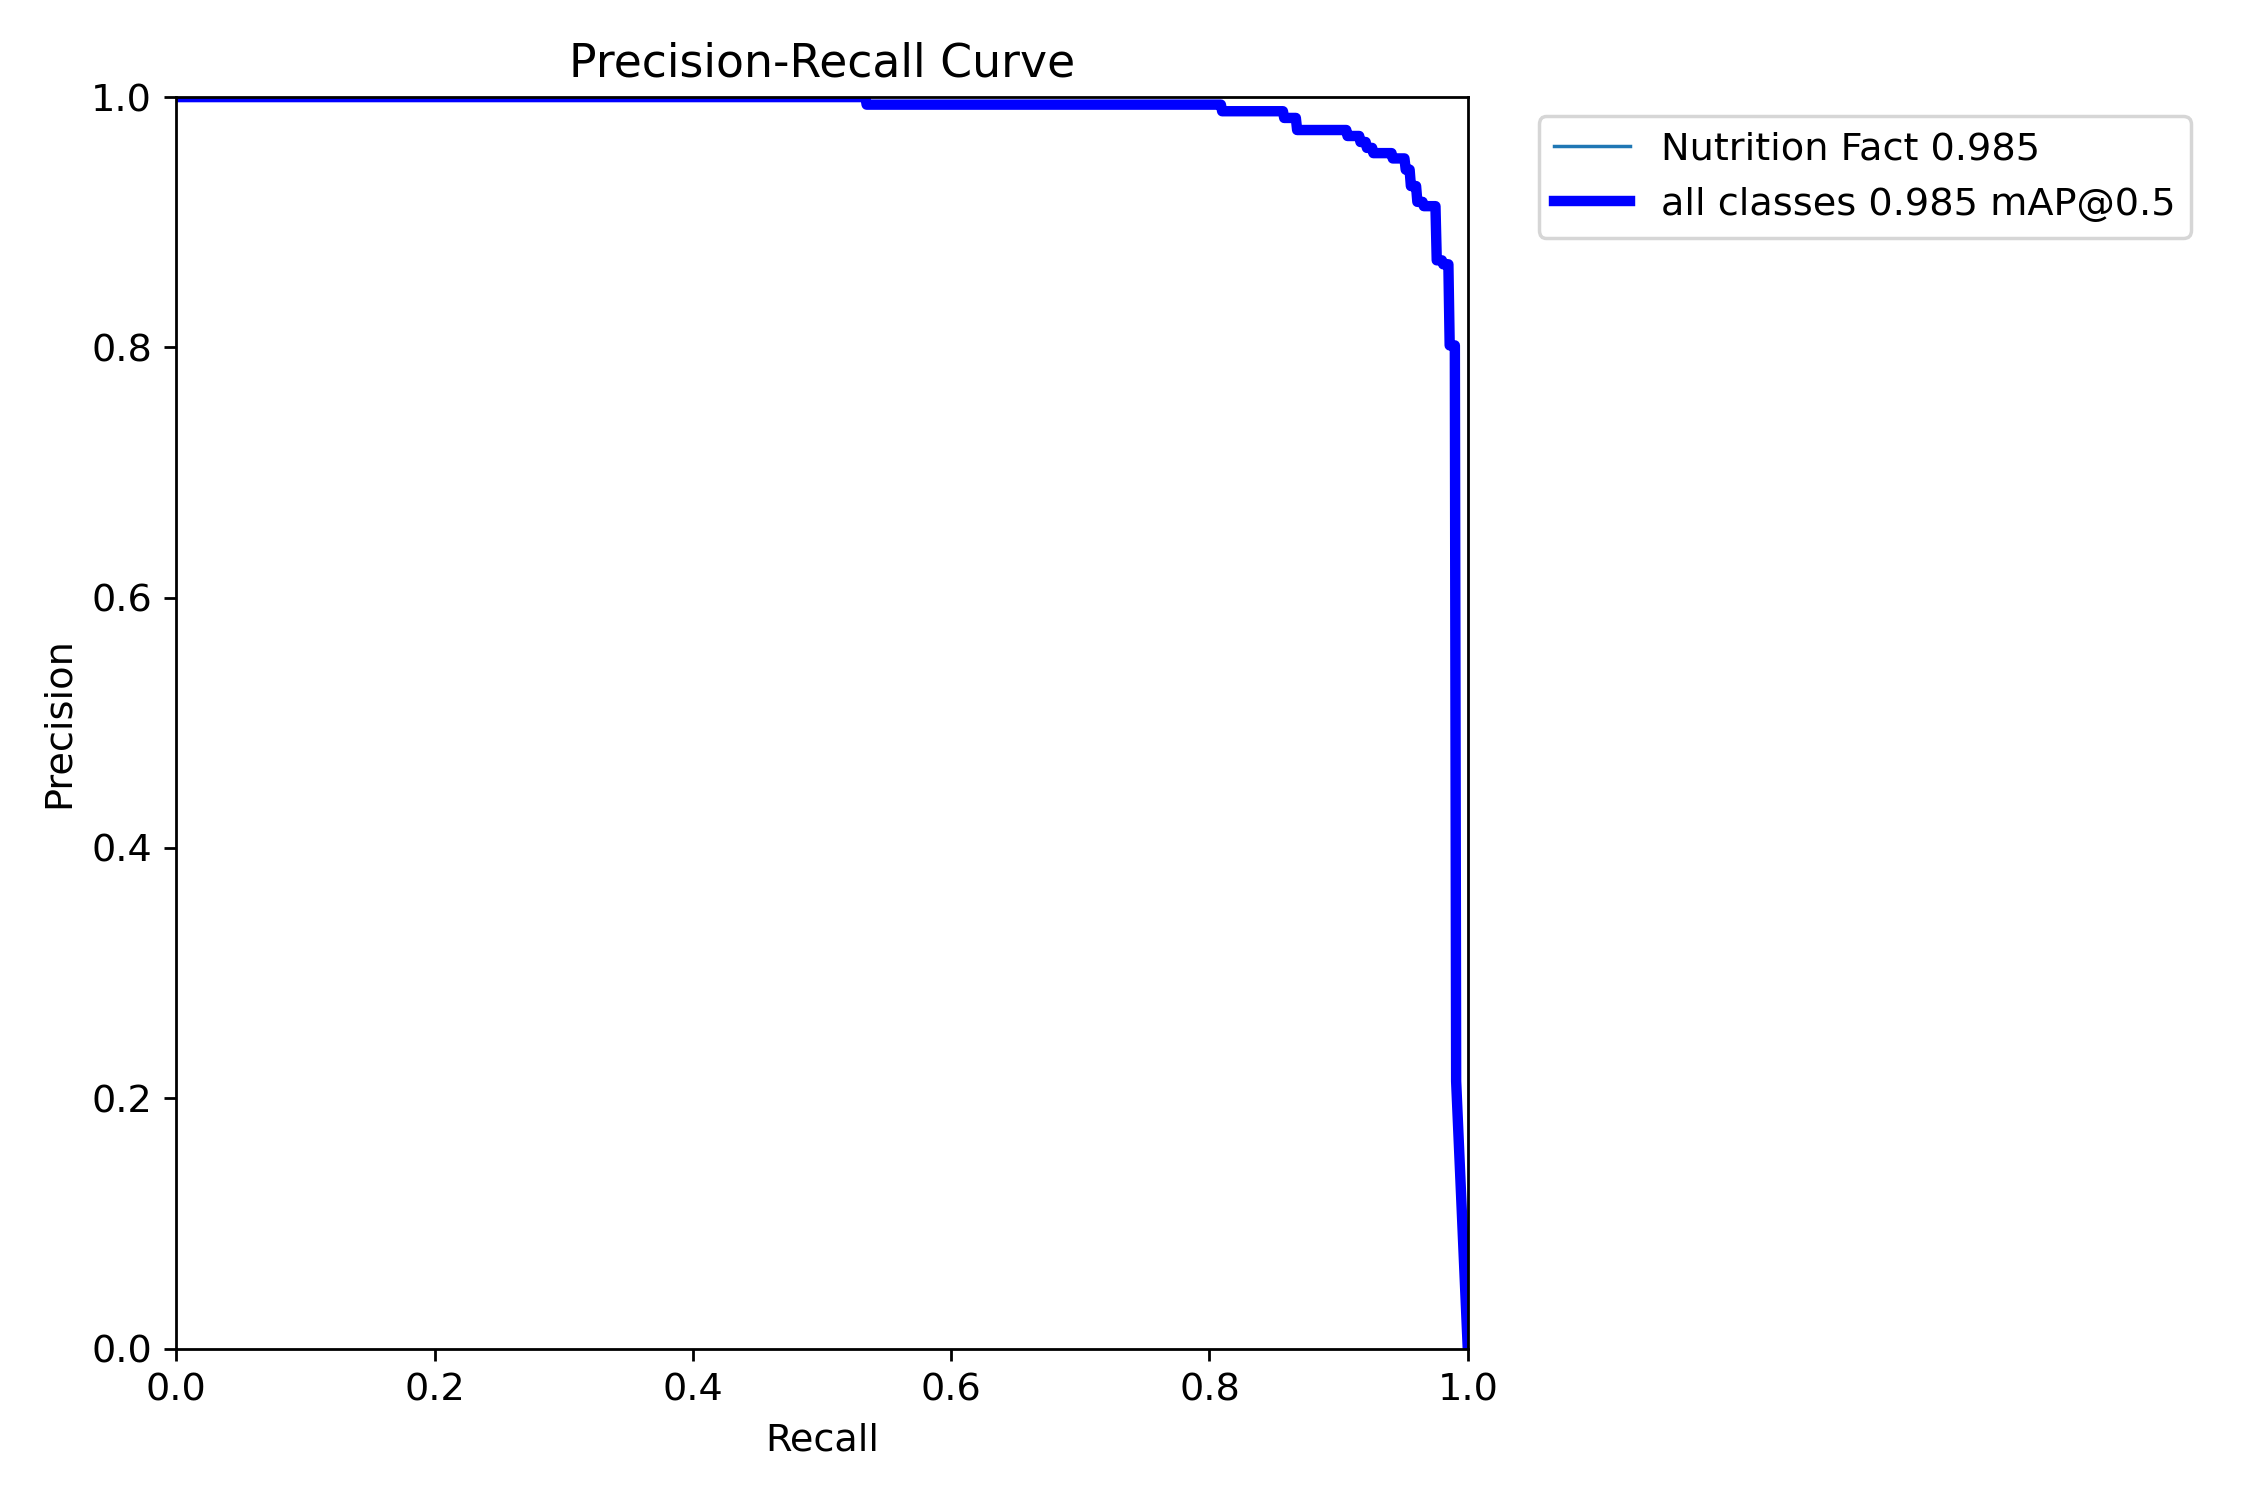 Precision-Recall Curve
1.0
0.8
0.6
0.4
0.2
0.0
Precision
0.0 0.2 0.4 0.6 0.8 1.0
Recall
Nutrition Fact 0.985
all classes 0.985 mAP@0.5